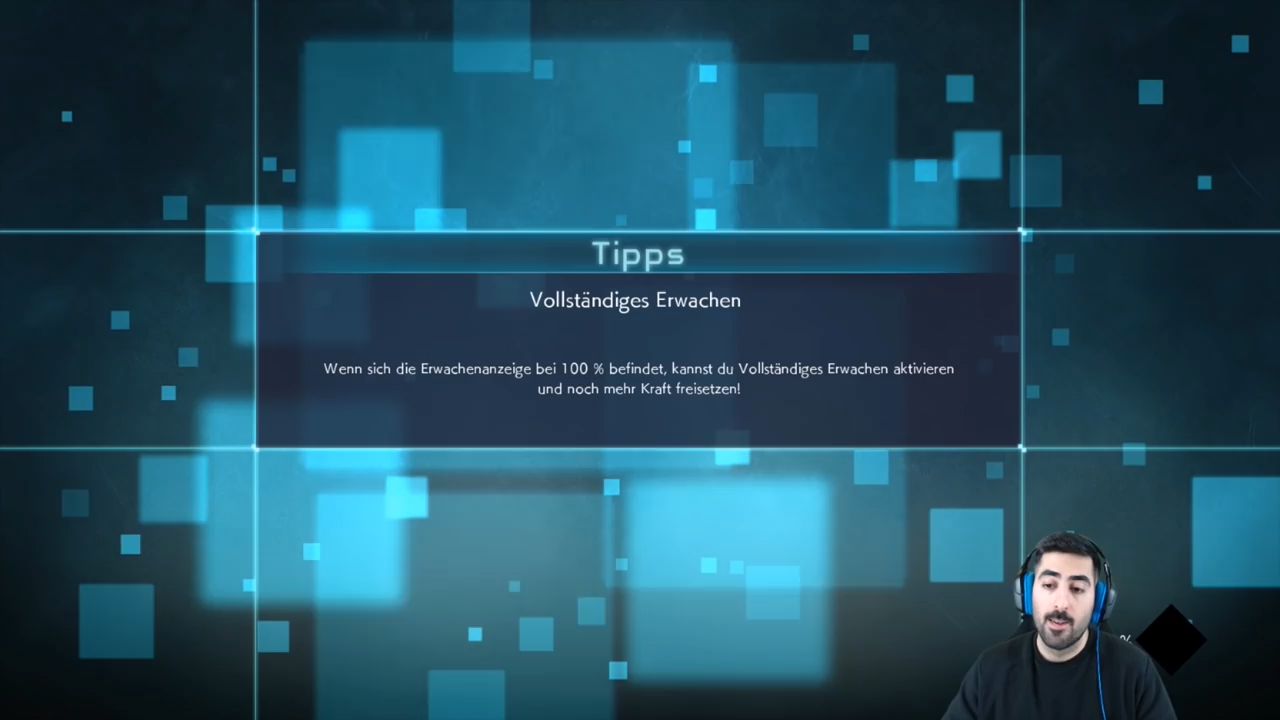 Tipps
Vollständiges Erwachen
Wenn sich die Erwachenanzeige bei 100 % befindet, kannst du Vollständiges Erwachen aktivieren
und noch mehr Kraft freisetzen!
%